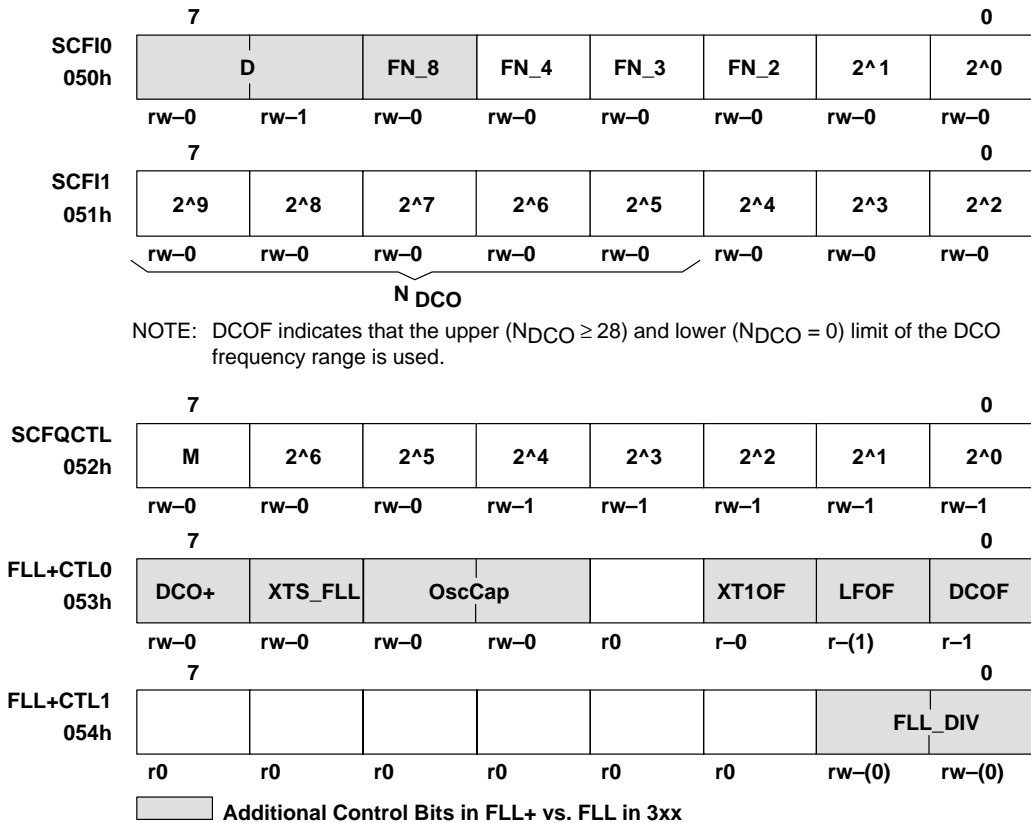 7 0
SCFI0
050h
D FN_8 FN_4 FN_3 FN_2 2^1 2^0
rw–0 rw–1 rw–0 rw–0 rw–0 rw–0 rw–0 rw–0
7 0
SCFI1
051h
2^9 2^8 2^7 2^6 2^5 2^4 2^3 2^2
rw–0 rw–0 rw–0 rw–0 rw–0 rw–0 rw–0 rw–0
N DCO
NOTE: DCOF indicates that the upper (NDCO ≥ 28) and lower (NDCO = 0) limit of the DCO
frequency range is used.
7 0
SCFQCTL
052h
M 2^6 2^5 2^4 2^3 2^2 2^1 2^0
rw–0 rw–0 rw–0 rw–1 rw–1 rw–1 rw–1 rw–1
7 0
FLL+CTL0
053h
DCO+ XTS_FLL OscCap XT1OF LFOF DCOF
rw–0 rw–0 rw–0 rw–0 r0 r–0 r–(1) r–1
7 0
FLL+CTL1
054h
FLL_DIV
r0 r0 r0 r0 r0 r0 rw–(0) rw–(0)
Additional Control Bits in FLL+ vs. FLL in 3xx